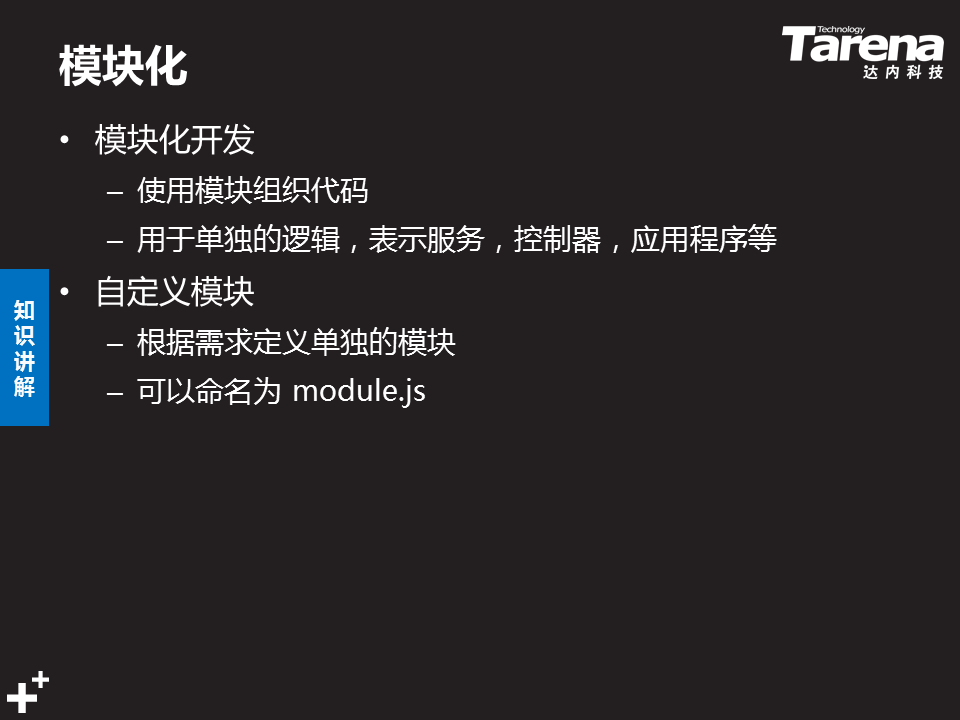 模块化
Technology
Tarena
达内科技
• 模块化开发
– 使用模块组织代码
– 用于单独的逻辑，表示服务，控制器，应用程序等
• 自定义模块
– 根据需求定义单独的模块
– 可以命名为 module.js
知
识
讲
解